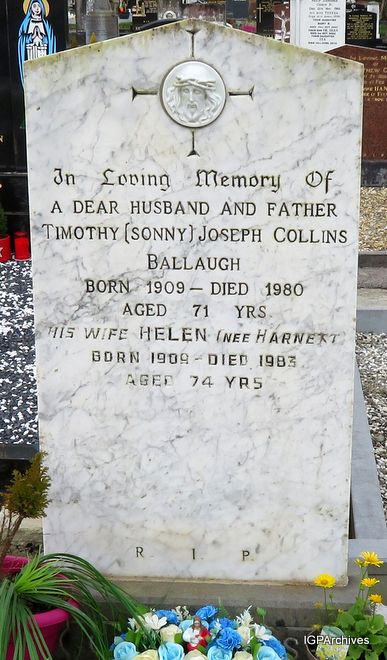 In Loving Memory Of
A DEAR HUSBAND AND FATHER
TIMOTHY (SONNY) JOSEPH COLLINS
BALLAUGH
BORN 1909 – DIED 1980
AGED 71 YRS
HIS WIFE HELEN (NEE HARNETT
BORN 1909 – DIED 1983
AGED 74 YRS
R I P
IGPArchives